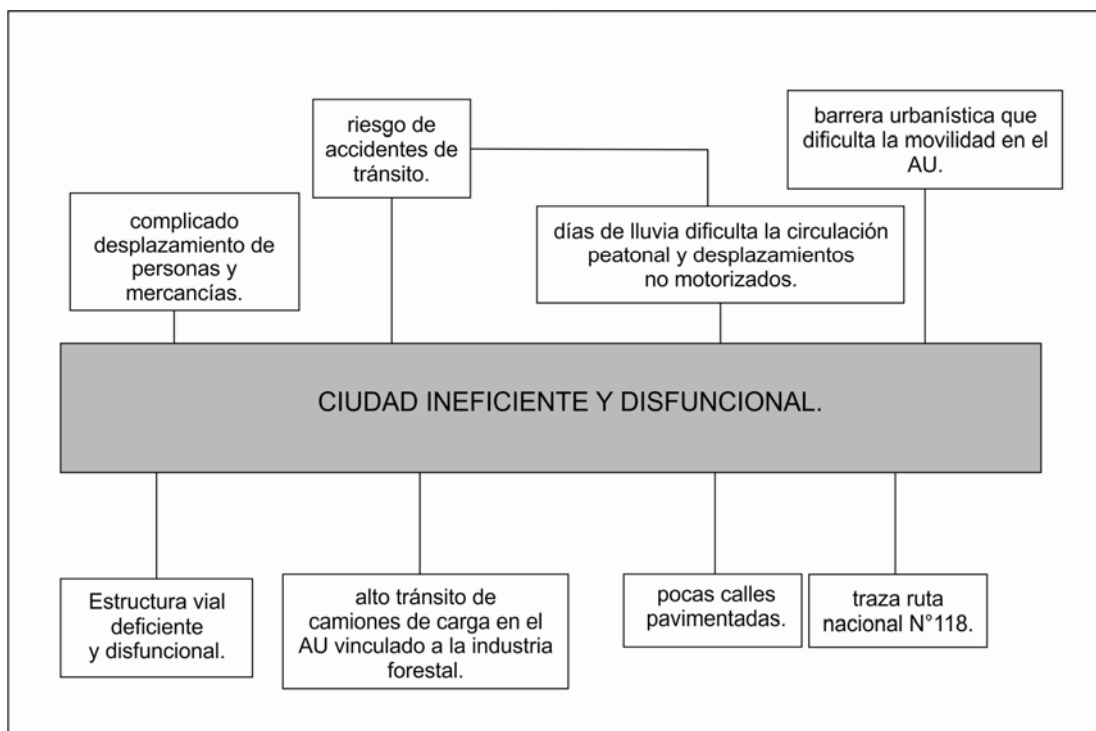 riesgo de
accidentes de
tránsito.
barrera urbanística que
dificulta la movilidad en el
AU.
complicado
desplazamiento de
personas y
mercancías.
días de lluvia dificulta la circulación
peatonal y desplazamientos
no motorizados.
CIUDAD INEFICIENTE Y DISFUNCIONAL.
Estructura vial
deficiente
y disfuncional.
alto tránsito de
camiones de carga en el
AU vinculado a la industria
forestal.
pocas calles
pavimentadas.
traza ruta
nacional N°118.